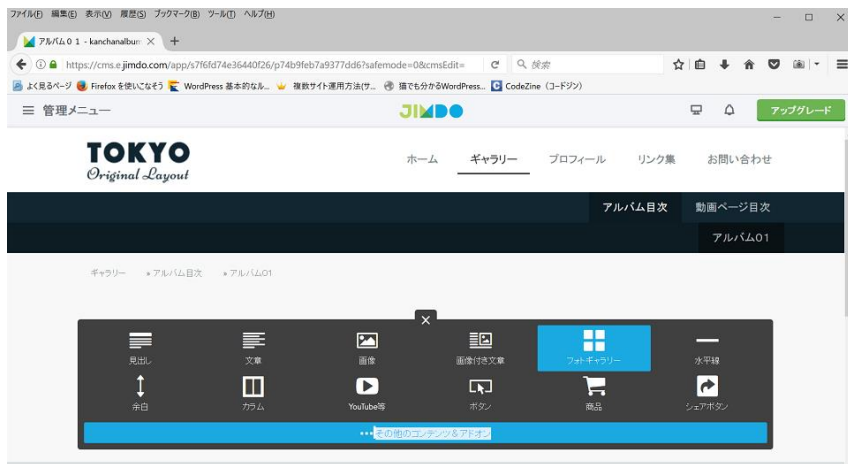 ファイル(F) 編集(E) 表示(V) 履歴(S) ブックマーク(B) ツール(T) ヘルプ(H)
アルバム０１ - kanchanalbum
https://cms.e.jimdo.com/app/s7f6fd74e36440f26/p74b9feb7a9377dd6?safemode=0&cmsEdit=
検索
よく見るページ Firefox を使いこなそう WordPress 基本的なル... 複数サイト運用方法(サ... 猫でも分かるWordPress... CodeZine（コードジン）
管理メニュー JIMDO アップグレード
TOKYO
Original Layout
ホーム ギャラリー プロフィール リンク集 お問い合わせ
アルバム目次 動画ページ目次
アルバム01
ギャラリー » アルバム目次 » アルバム01
見出し 文章 画像 画像付き文章 フォトギャラリー 水平線
余白 カラム YouTube等 ボタン 商品 シェアボタン
•••その他のコンテンツ&アドオン